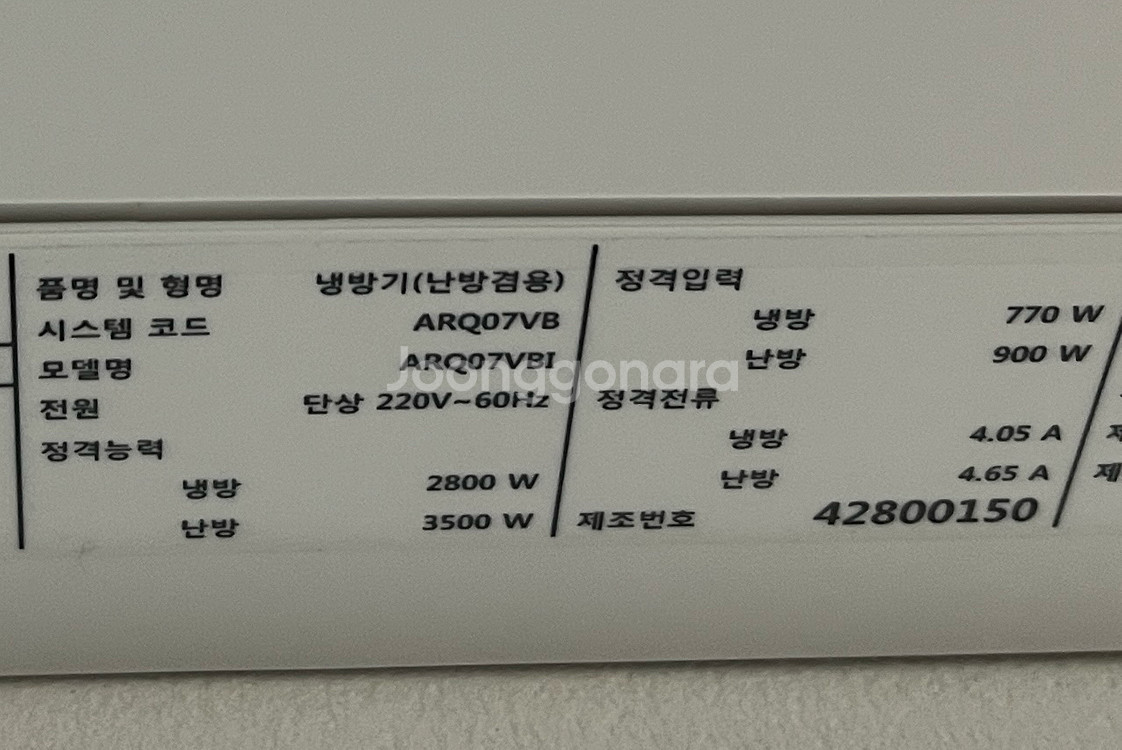 품명 및 형명 냉방기(난방겸용)
시스템 코드 ARQ07VB
모델명 ARQ07VBI
전원 단상 220V~60Hz
정격능력
냉방 2800 W
난방 3500 W
정격입력
냉방 770 W
난방 900 W
정격전류
냉방 4.05 A
난방 4.65 A
제조번호 42800150
제
Joonggonara